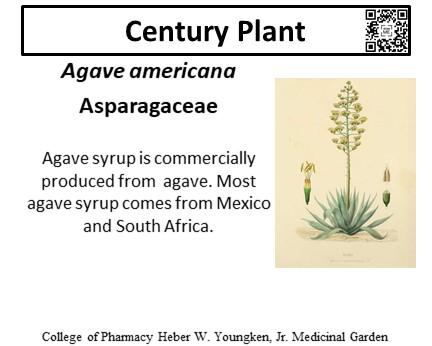 Century Plant
Agave americana
Asparagaceae
Agave syrup is commercially
produced from agave. Most
agave syrup comes from Mexico
and South Africa.
College of Pharmacy Heber W. Youngken, Jr. Medicinal Garden